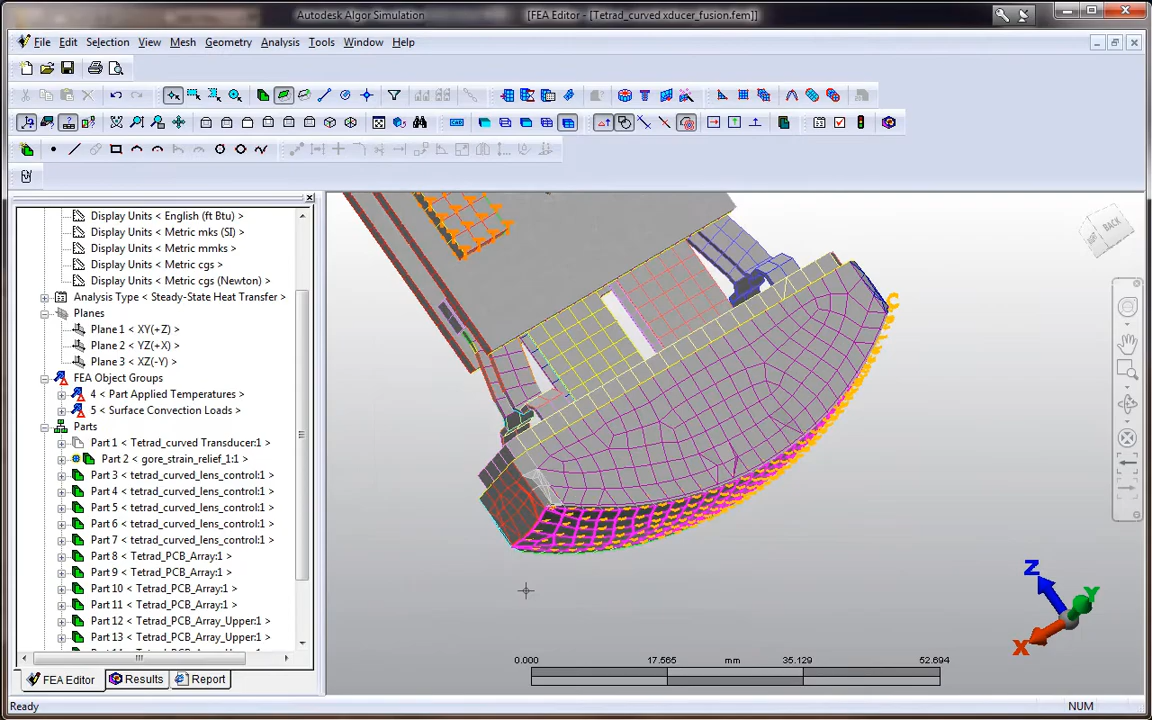 Autodesk Algor Simulation [FEA Editor - [Tetrad_curved xducer_fusion.fem]]
File Edit Selection View Mesh Geometry Analysis Tools Window Help
Display Units < English (ft Btu) >
Display Units < Metric mks (SI) >
Display Units < Metric mmks >
Display Units < Metric cgs >
Display Units < Metric cgs (Newton) >
Analysis Type < Steady-State Heat Transfer >
Planes
Plane 1 < XY(+Z) >
Plane 2 < YZ(+X) >
Plane 3 < XZ(-Y) >
FEA Object Groups
4 < Part Applied Temperatures >
5 < Surface Convection Loads >
Parts
Part 1 < Tetrad_curved Transducer:1 >
Part 2 < gore_strain_relief_1:1 >
Part 3 < tetrad_curved_lens_control:1 >
Part 4 < tetrad_curved_lens_control:1 >
Part 5 < tetrad_curved_lens_control:1 >
Part 6 < tetrad_curved_lens_control:1 >
Part 7 < tetrad_curved_lens_control:1 >
Part 8 < Tetrad_PCB_Array:1 >
Part 9 < Tetrad_PCB_Array:1 >
Part 10 < Tetrad_PCB_Array:1 >
Part 11 < Tetrad_PCB_Array:1 >
Part 12 < Tetrad_PCB_Array_Upper:1 >
Part 13 < Tetrad_PCB_Array_Upper:1 >
FEA Editor Results Report
BACK
Z
Y
X
0.000 17.565 mm 35.129 52.694
Ready NUM